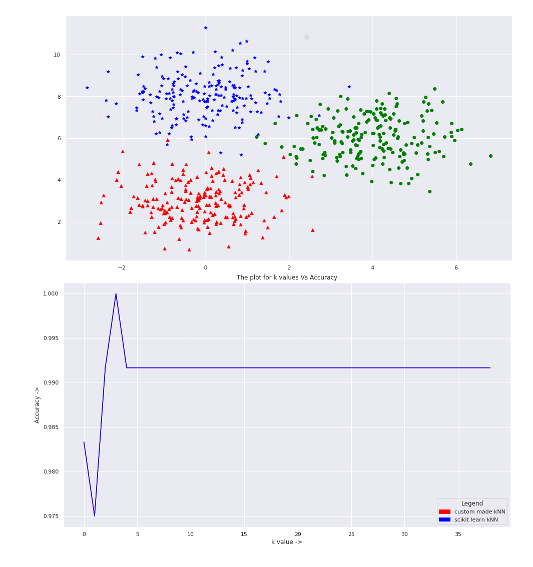 10
8
6
4
2
−2 0 2 4 6
The plot for k values Vs Accuracy
1.000
0.995
0.990
0.985
0.980
0.975
Accuracy ->
0 5 10 15 20 25 30 35
k value ->
Legend
custom made kNN
scikit learn kNN